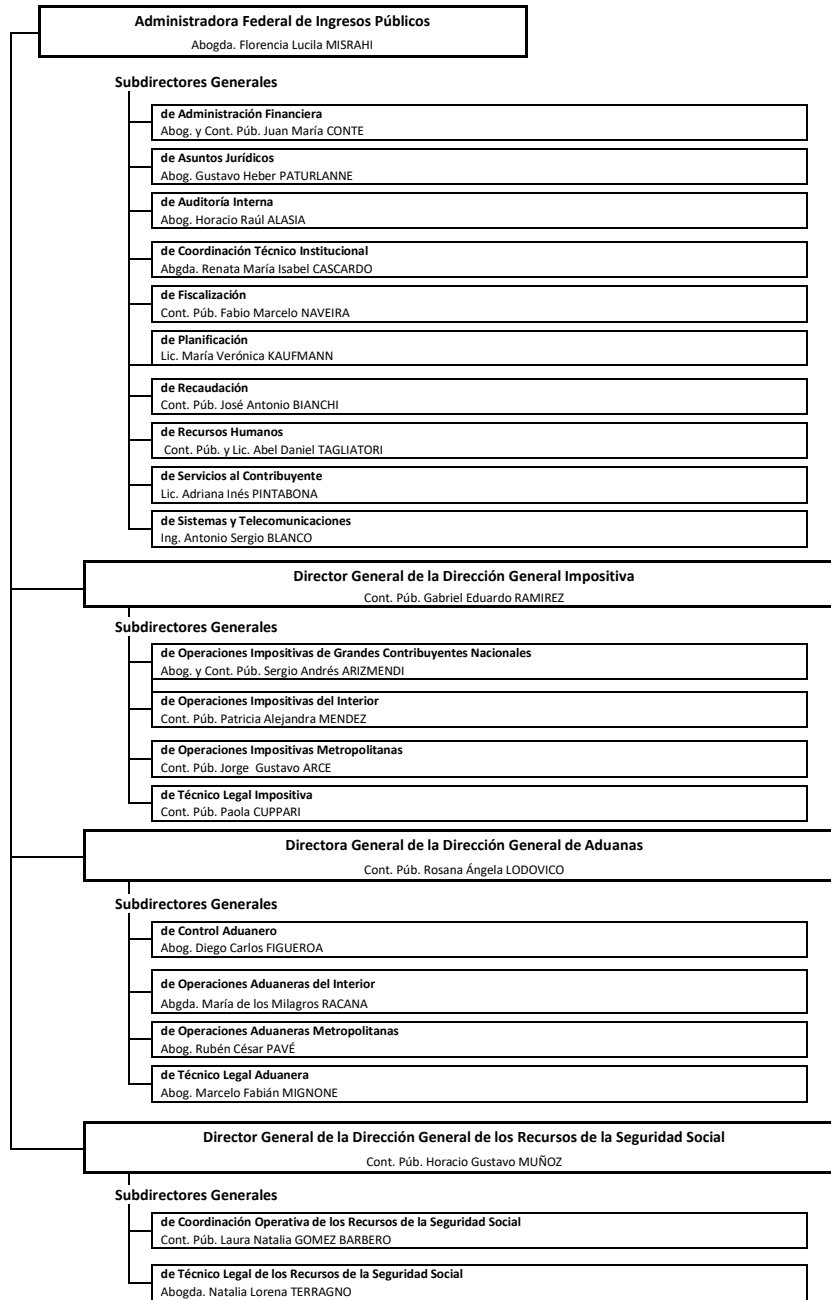 Administradora Federal de Ingresos Públicos
Abogda. Florencia Lucila MISRAHI
Subdirectores Generales
de Administración Financiera
Abog. y Cont. Púb. Juan María CONTE
de Asuntos Jurídicos
Abog. Gustavo Heber PATURLANNE
de Auditoría Interna
Abog. Horacio Raúl ALASIA
de Coordinación Técnico Institucional
Abgda. Renata María Isabel CASCARDO
de Fiscalización
Cont. Púb. Fabio Marcelo NAVEIRA
de Planificación
Lic. María Verónica KAUFMANN
de Recaudación
Cont. Púb. José Antonio BIANCHI
de Recursos Humanos
Cont. Púb. y Lic. Abel Daniel TAGLIATORI
de Servicios al Contribuyente
Lic. Adriana Inés PINTABONA
de Sistemas y Telecomunicaciones
Ing. Antonio Sergio BLANCO
Director General de la Dirección General Impositiva
Cont. Púb. Gabriel Eduardo RAMIREZ
Subdirectores Generales
de Operaciones Impositivas de Grandes Contribuyentes Nacionales
Abog. y Cont. Púb. Sergio Andrés ARIZMENDI
de Operaciones Impositivas del Interior
Cont. Púb. Patricia Alejandra MENDEZ
de Operaciones Impositivas Metropolitanas
Cont. Púb. Jorge  Gustavo ARCE
de Técnico Legal Impositiva
Cont. Púb. Paola CUPPARI
Directora General de la Dirección General de Aduanas
Cont. Púb. Rosana Ángela LODOVICO
Subdirectores Generales
de Control Aduanero
Abog. Diego Carlos FIGUEROA
de Operaciones Aduaneras del Interior
Abgda. María de los Milagros RACANA
de Operaciones Aduaneras Metropolitanas
Abog. Rubén César PAVÉ
de Técnico Legal Aduanera
Abog. Marcelo Fabián MIGNONE
Director General de la Dirección General de los Recursos de la Seguridad Social
Cont. Púb. Horacio Gustavo MUÑOZ
Subdirectores Generales
de Coordinación Operativa de los Recursos de la Seguridad Social
Cont. Púb. Laura Natalia GOMEZ BARBERO
de Técnico Legal de los Recursos de la Seguridad Social
Abogda. Natalia Lorena TERRAGNO